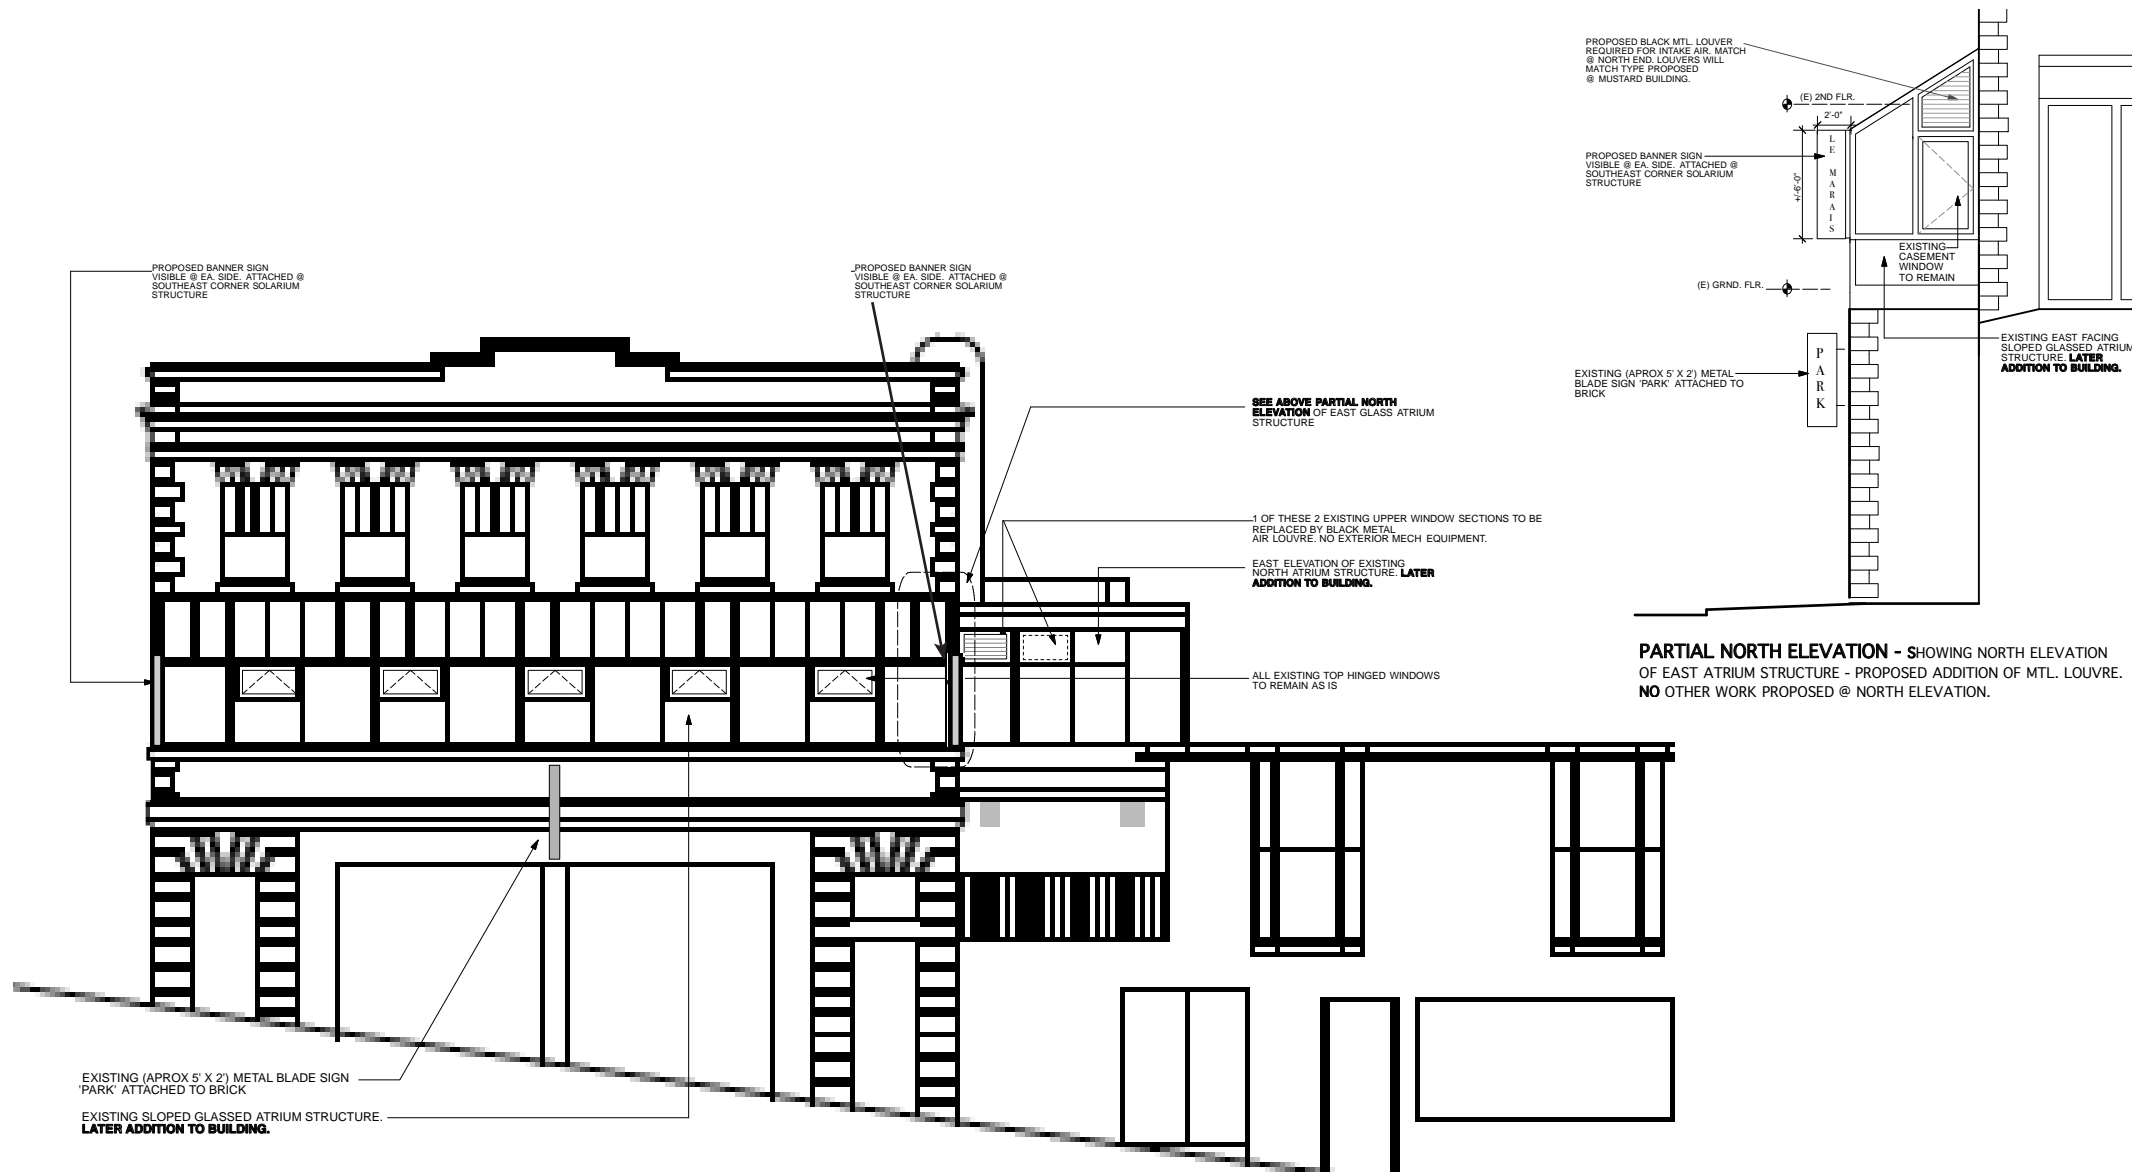 PROPOSED BLACK MTL. LOUVER
REQUIRED FOR INTAKE AIR. MATCH
@ NORTH END. LOUVERS WILL
MATCH TYPE PROPOSED
@ MUSTARD BUILDING.
(E) 2ND FLR.
2'-0"
PROPOSED BANNER SIGN
VISIBLE @ EA. SIDE. ATTACHED @
SOUTHEAST CORNER SOLARIUM
STRUCTURE
+/-6'-0"
LE MARAIS
EXISTING
CASEMENT
WINDOW
TO REMAIN
(E) GRND. FLR.
EXISTING EAST FACING
SLOPED GLASSED ATRIUM
STRUCTURE. LATER
ADDITION TO BUILDING.
EXISTING (APROX 5' X 2') METAL
BLADE SIGN 'PARK' ATTACHED TO
BRICK
PARK
PARTIAL NORTH ELEVATION - SHOWING NORTH ELEVATION
OF EAST ATRIUM STRUCTURE - PROPOSED ADDITION OF MTL. LOUVRE.
NO OTHER WORK PROPOSED @ NORTH ELEVATION.
PROPOSED BANNER SIGN
VISIBLE @ EA. SIDE. ATTACHED @
SOUTHEAST CORNER SOLARIUM
STRUCTURE
PROPOSED BANNER SIGN
VISIBLE @ EA. SIDE. ATTACHED @
SOUTHEAST CORNER SOLARIUM
STRUCTURE
SEE ABOVE PARTIAL NORTH
ELEVATION OF EAST GLASS ATRIUM
STRUCTURE
1 OF THESE 2 EXISTING UPPER WINDOW SECTIONS TO BE
REPLACED BY BLACK METAL
AIR LOUVRE. NO EXTERIOR MECH EQUIPMENT.
EAST ELEVATION OF EXISTING
NORTH ATRIUM STRUCTURE. LATER
ADDITION TO BUILDING.
ALL EXISTING TOP HINGED WINDOWS
TO REMAIN AS IS
EXISTING (APROX 5' X 2') METAL BLADE SIGN
'PARK' ATTACHED TO BRICK
EXISTING SLOPED GLASSED ATRIUM STRUCTURE.
LATER ADDITION TO BUILDING.